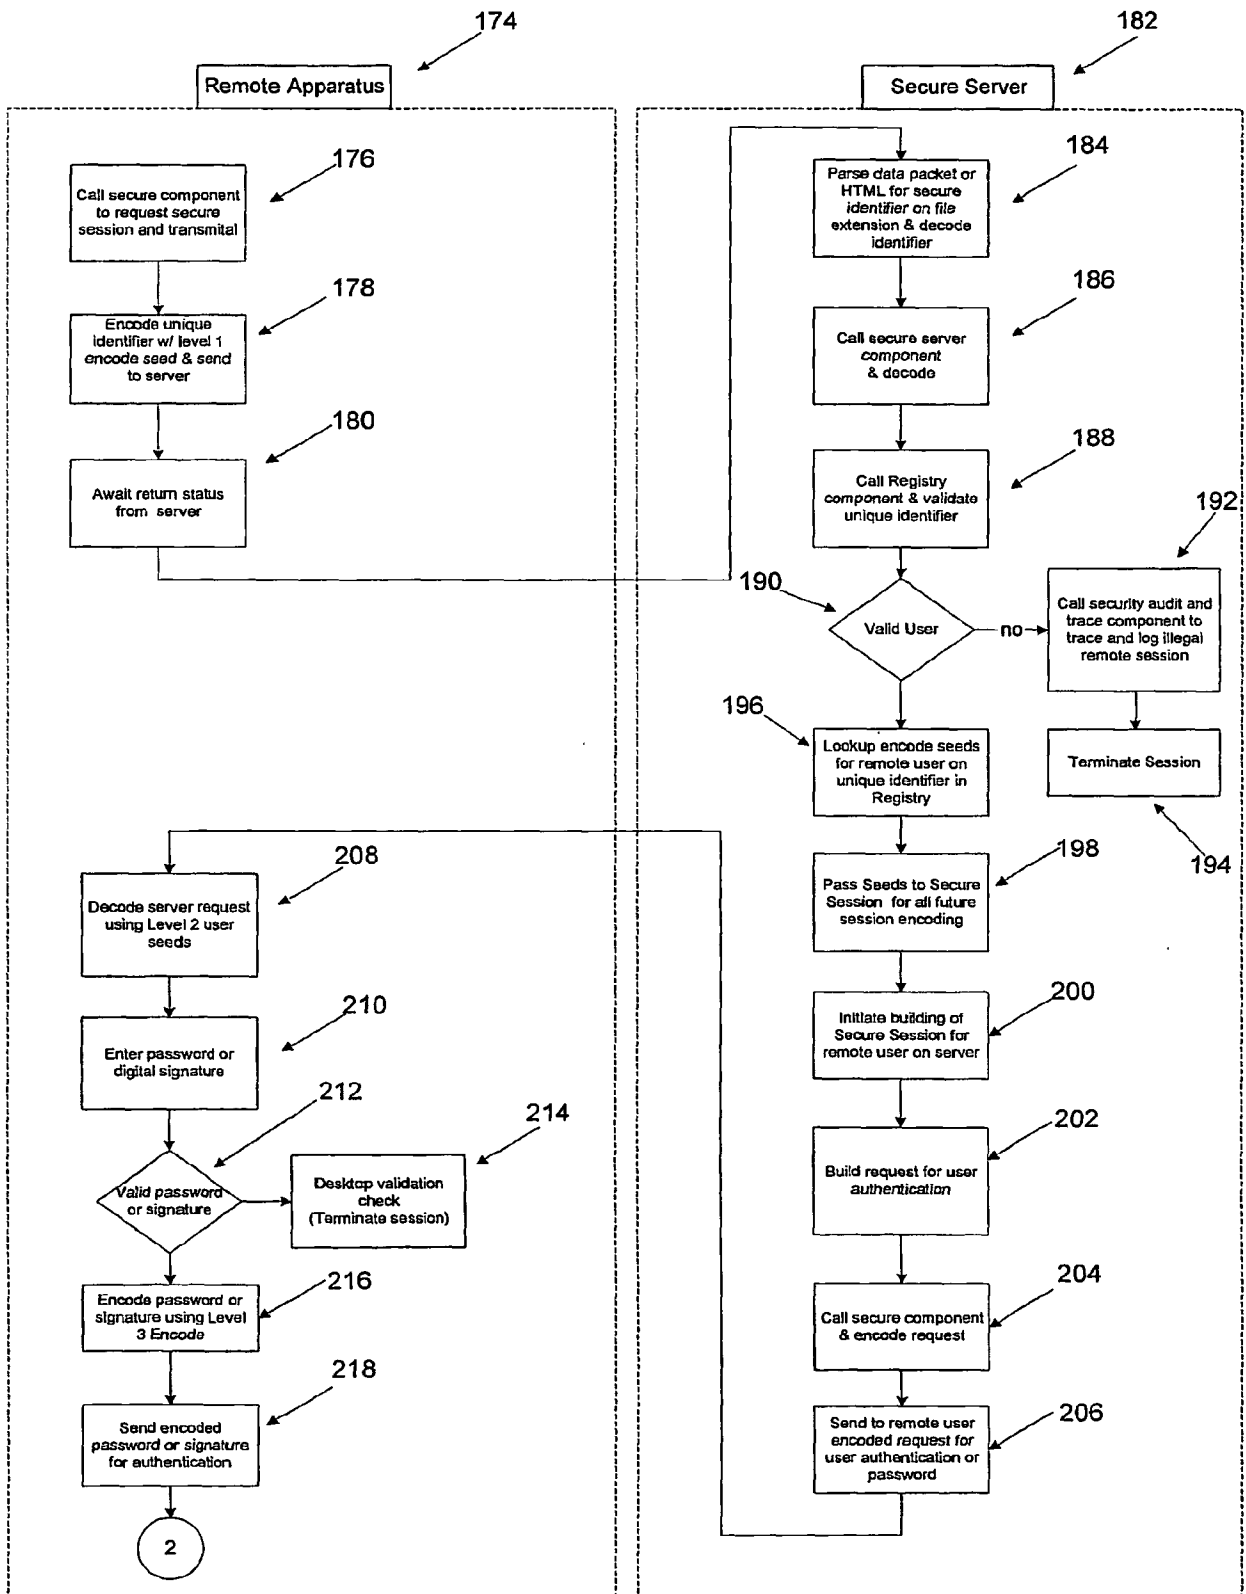 174
Remote Apparatus
176
Call secure component
to request secure
session and transmital
178
Encode unique
identifier w/ level 1
encode seed & send
to server
180
Await return status
from server
182
Secure Server
184
Parse data packet or
HTML for secure
identifier on file
extension & decode
identifier
186
Call secure server
component
& decode
188
Call Registry
component & validate
unique identifier
190
Valid User
no
192
Call security audit and
trace component to
trace and log illegal
remote session
Terminate Session
194
196
Lookup encode seeds
for remote user on
unique identifier in
Registry
198
Pass Seeds to Secure
Session for all future
session encoding
200
Initiate building of
Secure Session for
remote user on server
202
Build request for user
authentication
204
Call secure component
& encode request
206
Send to remote user
encoded request for
user authentication or
password
208
Decode server request
using Level 2 user
seeds
210
Enter password or
digital signature
212
Valid password
or signature
214
Desktop validation
check
(Terminate session)
216
Encode password or
signature using Level
3 Encode
218
Send encoded
password or signature
for authentication
2